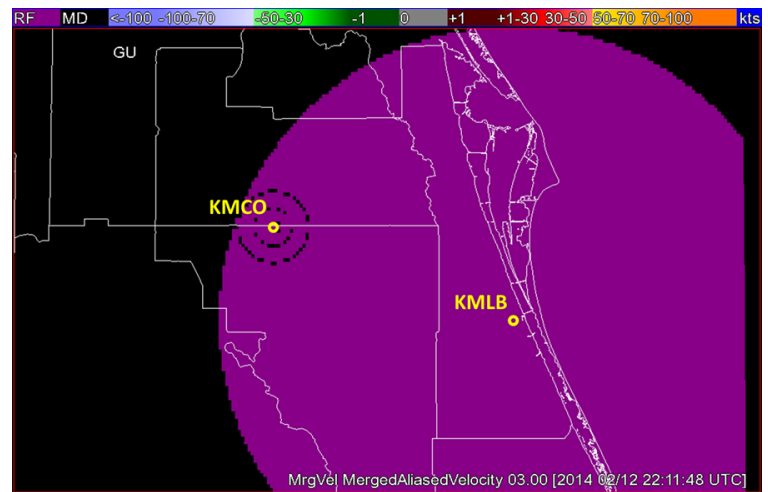 RF MD <-100 -100-70 -50-30 -1 0 +1 +1-30 30-50 50-70 70-100 kts
GU
KMCO
KMLB
MrgVel MergedAliasedVelocity 03.00 [2014 02/12 22:11:48 UTC]